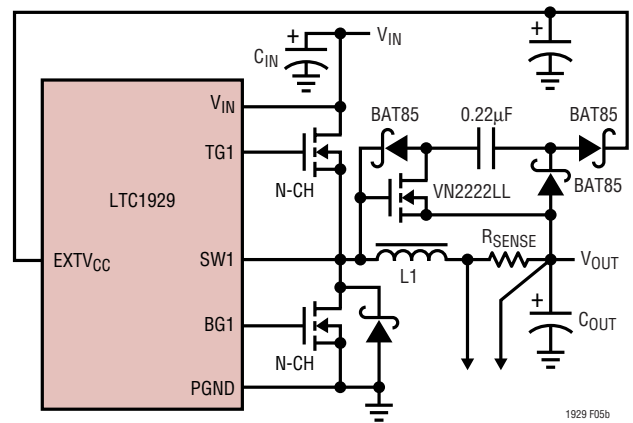 +
C_IN
V_IN
+
V_IN
TG1
LTC1929
EXTV_CC
SW1
BG1
PGND
N-CH
N-CH
BAT85
0.22μF
BAT85
BAT85
VN2222LL
L1
R_SENSE
V_OUT
+
C_OUT
1929 F05b